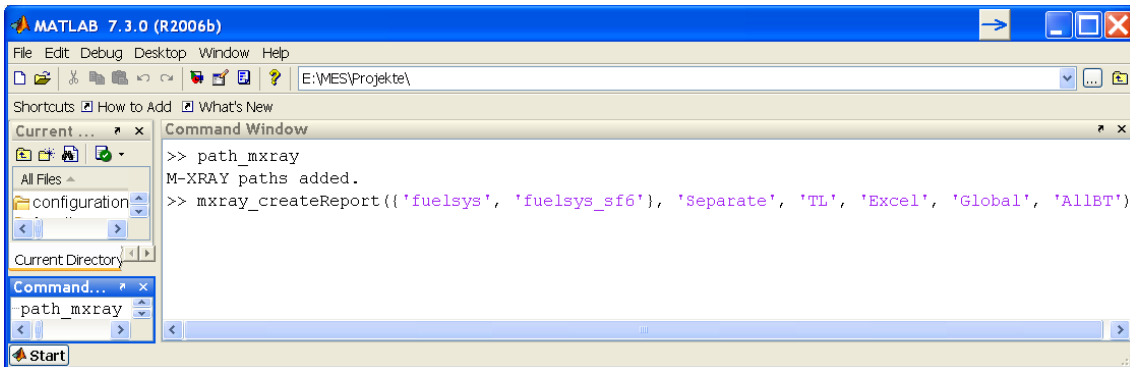 MATLAB 7.3.0 (R2006b)
File Edit Debug Desktop Window Help
E:\MES\Projekte\
Shortcuts How to Add What's New
Current ...
All Files
configuration
Current Directory
Command...
path_mxray
Command Window
>> path_mxray
M-XRAY paths added.
>> mxray_createReport({'fuelsys', 'fuelsys_sf6'}, 'Separate', 'TL', 'Excel', 'Global', 'AllBT')
Start